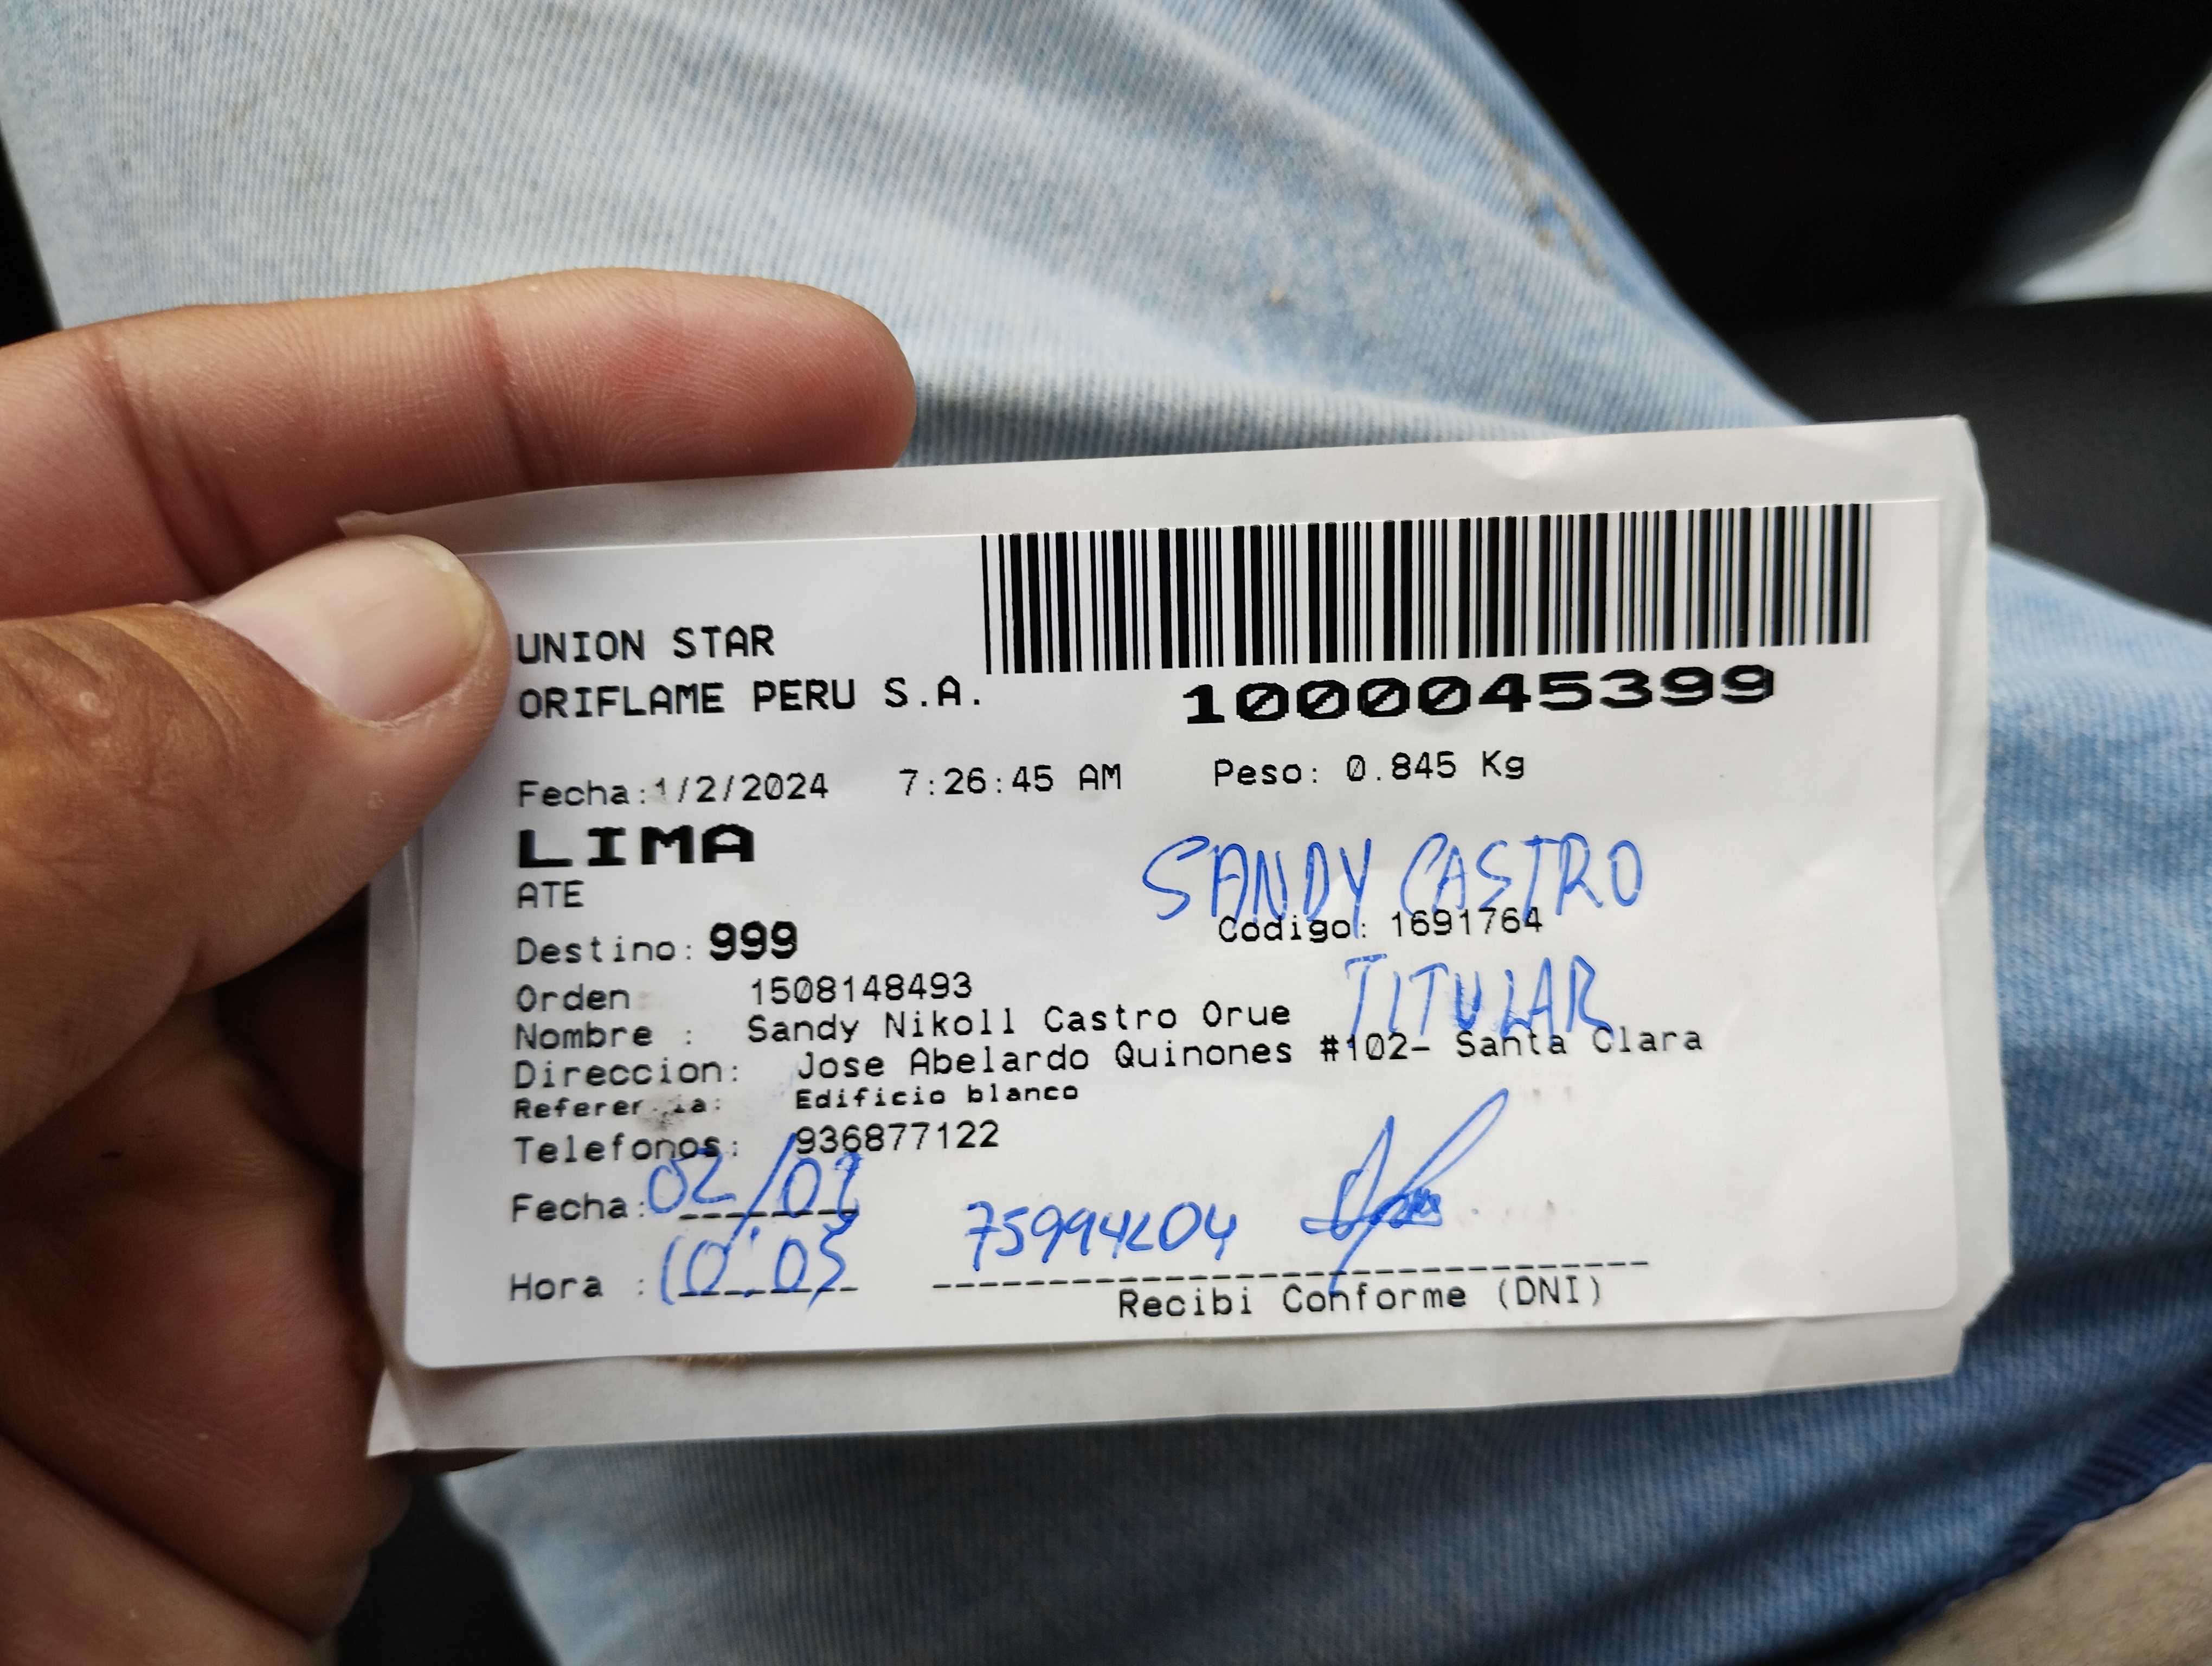 UNION STAR
ORIFLAME PERU S.A.
1000045399
Fecha:1/2/2024 7:26:45 AM Peso: 0.845 Kg
LIMA
SANDY CASTRO
ATE
Destino: 999 Codigo: 1691764
TITULAR
Orden 1508148493
Nombre : Sandy Nikoll Castro Orue
Direccion: Jose Abelardo Quinones #102- Santa Clara
Edificio blanco
Telefonos: 936877122
Fecha: 02/02
Hora : 10:05
Recibi Conforme (DNI)